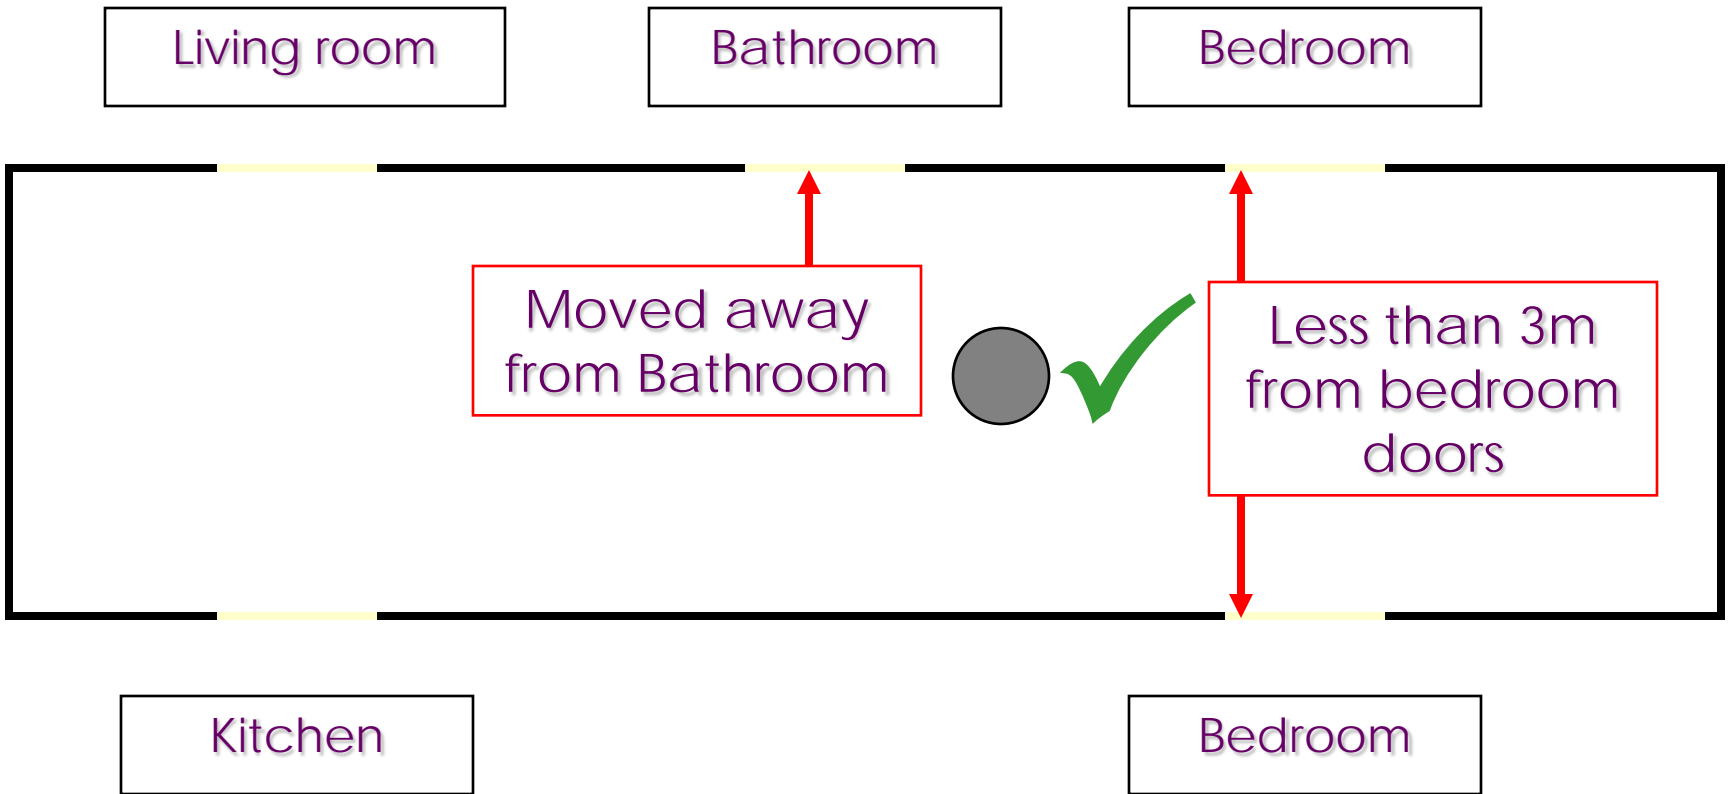 Living room
Bathroom
Bedroom
Moved away
from Bathroom
Less than 3m
from bedroom
doors
Kitchen
Bedroom